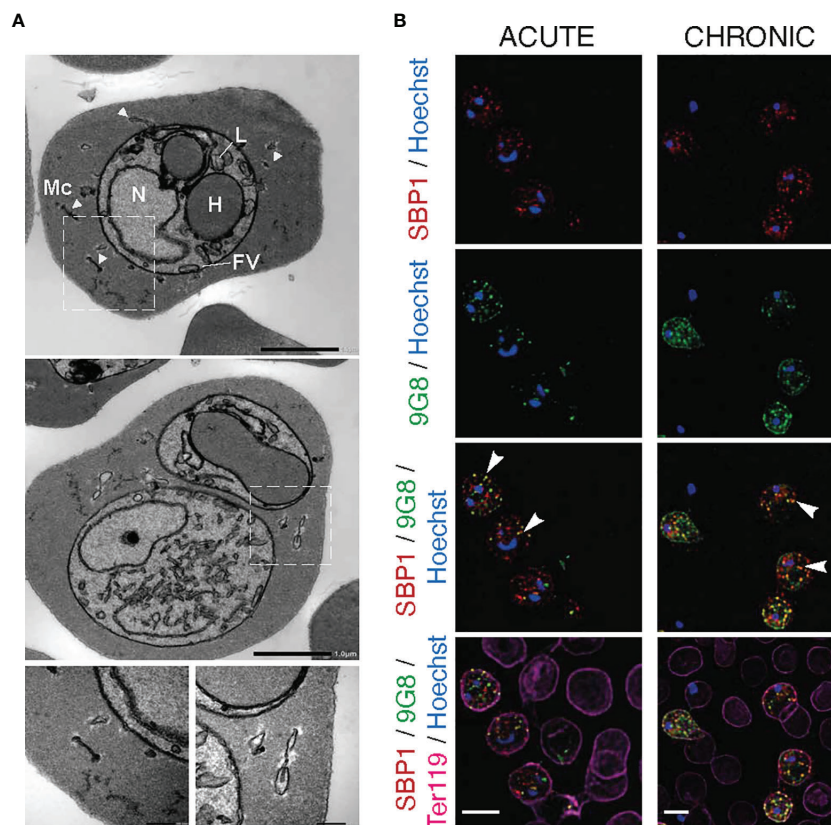 A
L
Mc
N
H
FV
1.0μm
B
ACUTE
CHRONIC
SBP1 / Hoechst
9G8 / Hoechst
SBP1 / 9G8 /
Hoechst
SBP1 / 9G8 /
Ter119 / Hoechst